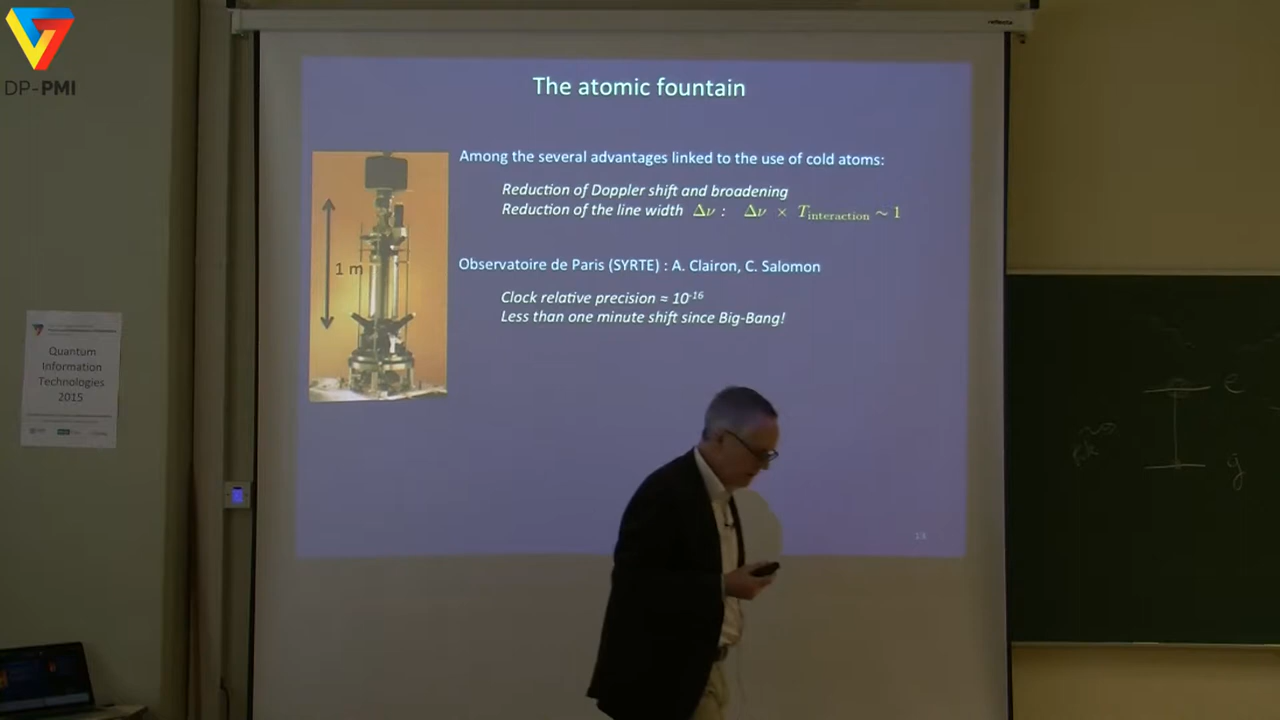 DP-PMI
reflecta
The atomic fountain
Among the several advantages linked to the use of cold atoms:
Reduction of Doppler shift and broadening
Reduction of the line width Δν : Δν × T_interaction ∼ 1
1 m
Observatoire de Paris (SYRTE) : A. Clairon, C. Salomon
Clock relative precision ≈ 10⁻¹⁶
Less than one minute shift since Big-Bang!
13
Quantum
Information
Technologies
2015
e
g